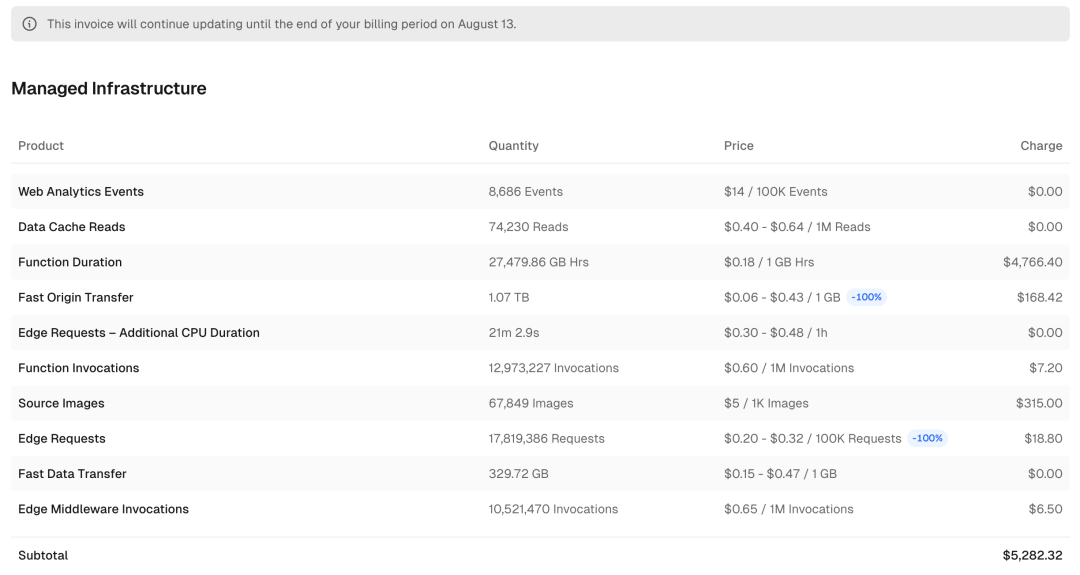 This invoice will continue updating until the end of your billing period on August 13.
Managed Infrastructure
Product Quantity Price Charge
Web Analytics Events 8,686 Events $14 / 100K Events $0.00
Data Cache Reads 74,230 Reads $0.40 - $0.64 / 1M Reads $0.00
Function Duration 27,479.86 GB Hrs $0.18 / 1 GB Hrs $4,766.40
Fast Origin Transfer 1.07 TB $0.06 - $0.43 / 1 GB -100% $168.42
Edge Requests – Additional CPU Duration 21m 2.9s $0.30 - $0.48 / 1h $0.00
Function Invocations 12,973,227 Invocations $0.60 / 1M Invocations $7.20
Source Images 67,849 Images $5 / 1K Images $315.00
Edge Requests 17,819,386 Requests $0.20 - $0.32 / 100K Requests -100% $18.80
Fast Data Transfer 329.72 GB $0.15 - $0.47 / 1 GB $0.00
Edge Middleware Invocations 10,521,470 Invocations $0.65 / 1M Invocations $6.50
Subtotal $5,282.32